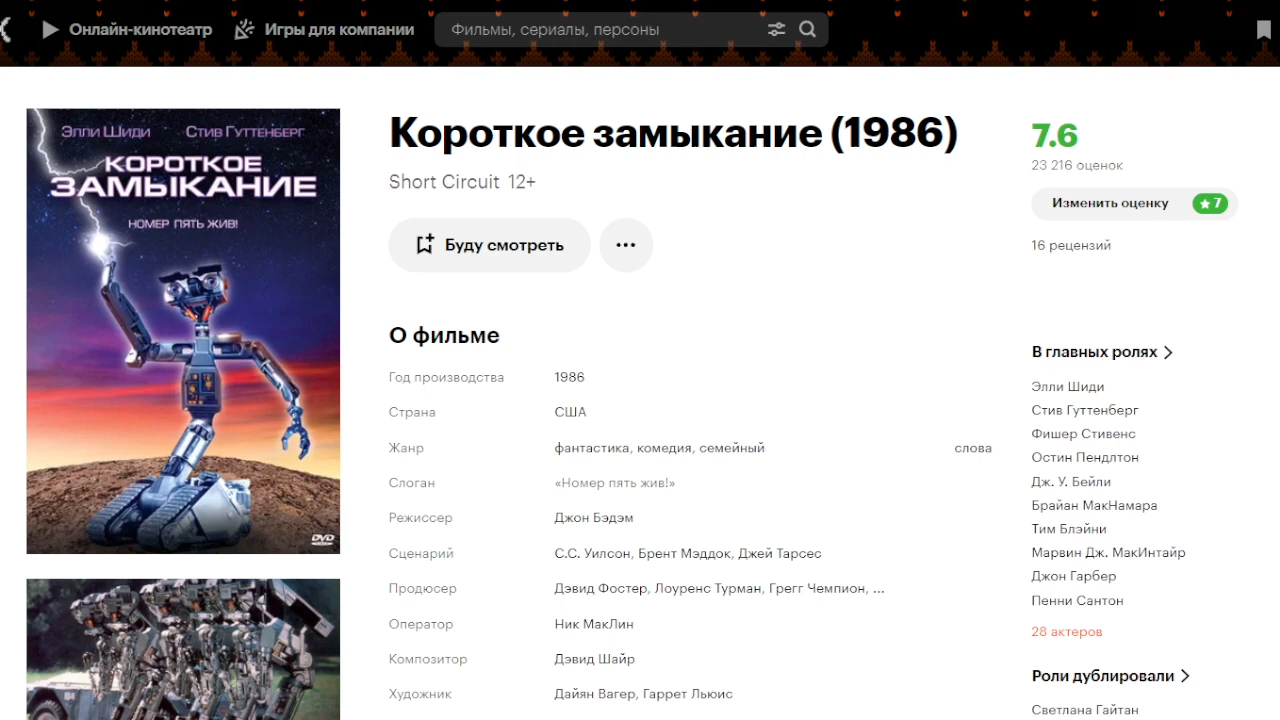 Онлайн-кинотеатр
Игры для компании
Фильмы, сериалы, персоны
Элли Шиди Стив Гуттенберг
Короткое
замыкание
Номер пять жив!
DVD
Короткое замыкание (1986)
Short Circuit 12+
Буду смотреть
...
О фильме
Год производства 1986
Страна США
Жанр фантастика, комедия, семейный слова
Слоган «Номер пять жив!»
Режиссер Джон Бэдэм
Сценарий С.С. Уилсон, Брент Мэддок, Джей Тарсес
Продюсер Дэвид Фостер, Лоуренс Турман, Грегг Чемпион, ...
Оператор Ник МакЛин
Композитор Дэвид Шайр
Художник Дайян Вагер, Гаррет Льюис
7.6
23 216 оценок
Изменить оценку 7
16 рецензий
В главных ролях
Элли Шиди
Стив Гуттенберг
Фишер Стивенс
Остин Пендлтон
Дж. У. Бейли
Брайан МакНамара
Тим Блэйни
Марвин Дж. МакИнтайр
Джон Гарбер
Пенни Сантон
28 актеров
Роли дублировали
Светлана Гайтан